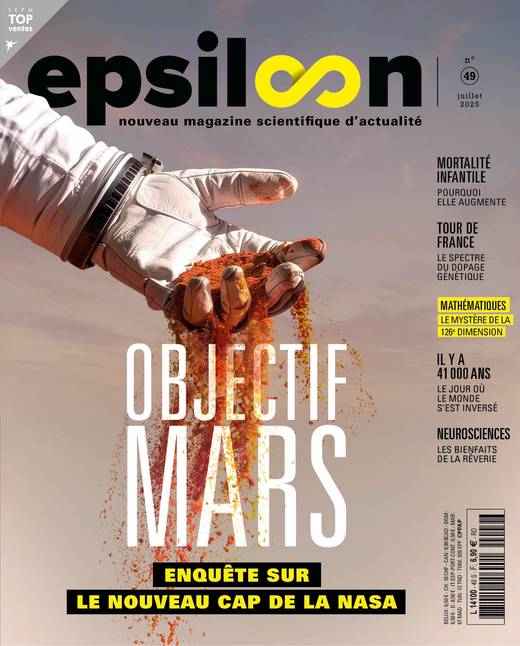 SEPM
TOP
ventes
epsiloon
nouveau magazine scientifique d'actualité
n°
49
juillet
2025
MORTALITÉ
INFANTILE
POURQUOI
ELLE AUGMENTE
TOUR DE
FRANCE
LE SPECTRE
DU DOPAGE
GÉNÉTIQUE
MATHÉMATIQUES
LE MYSTÈRE DE LA
126e DIMENSION
IL Y A
41 000 ANS
LE JOUR OÙ
LE MONDE
S'EST INVERSÉ
NEUROSCIENCES
LES BIENFAITS
DE LA RÊVERIE
OBJECTIF
MARS
ENQUÊTE SUR
LE NOUVEAU CAP DE LA NASA
L 14100 - 49 S - F: 6,90 € - RD